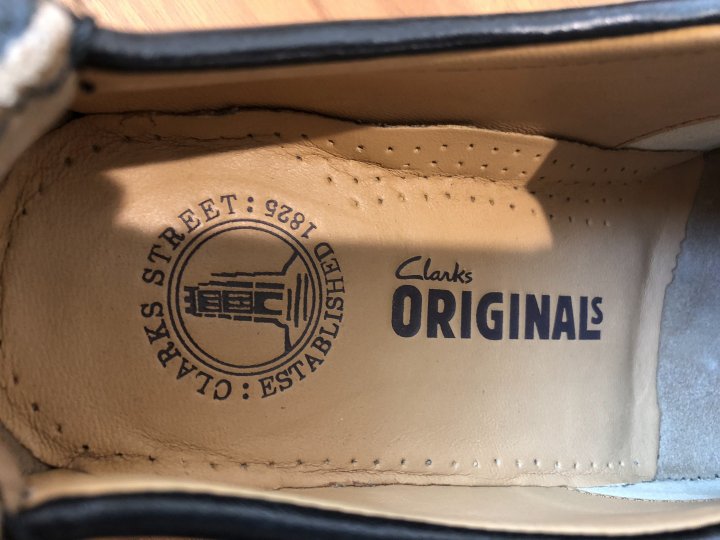 CLARKS STREET: ESTABLISHED 1825:
Clarks
ORIGINALS